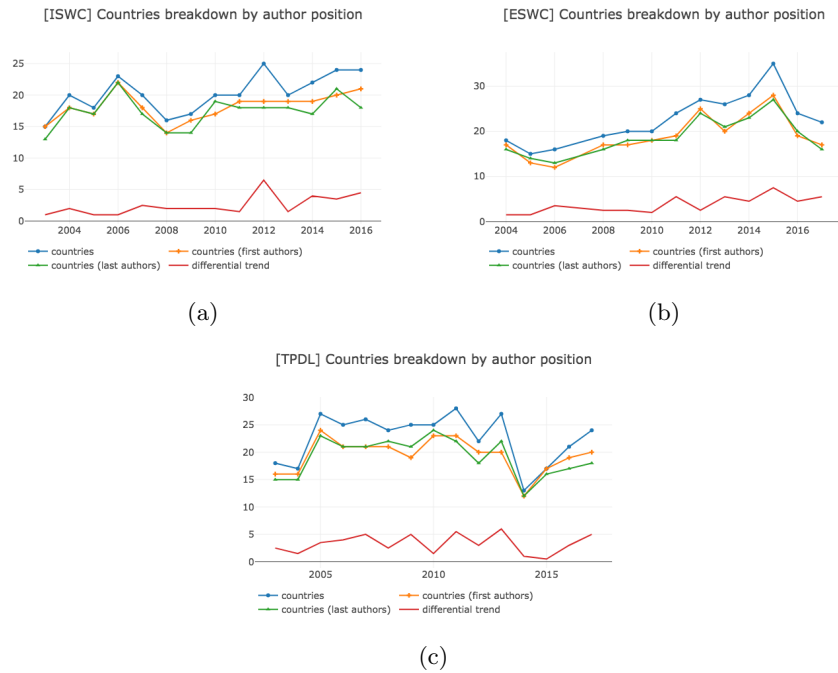 [ISWC] Countries breakdown by author position
25
20
15
10
5
0
2004 2006 2008 2010 2012 2014 2016
countries countries (first authors)
countries (last authors) differential trend
(a)
[ESWC] Countries breakdown by author position
30
20
10
0
2004 2006 2008 2010 2012 2014 2016
countries countries (first authors)
countries (last authors) differential trend
(b)
[TPDL] Countries breakdown by author position
30
25
20
15
10
5
0
2005 2010 2015
countries countries (first authors)
countries (last authors) differential trend
(c)